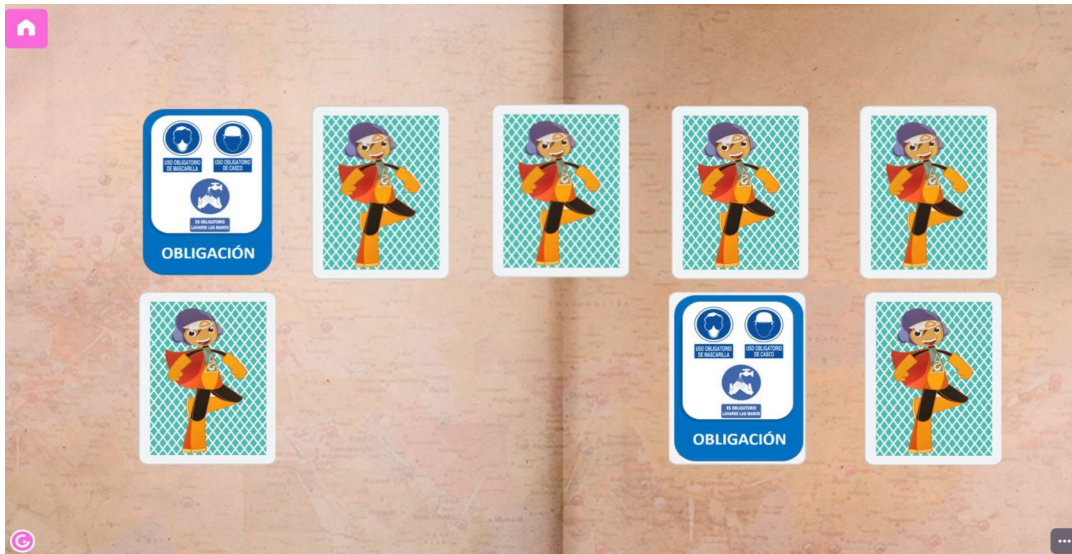 USO OBLIGATORIO
DE MASCARILLA
USO OBLIGATORIO
DE CASCO
ES OBLIGATORIO
LAVARSE LAS MANOS
OBLIGACIÓN
USO OBLIGATORIO
DE MASCARILLA
USO OBLIGATORIO
DE CASCO
ES OBLIGATORIO
LAVARSE LAS MANOS
OBLIGACIÓN